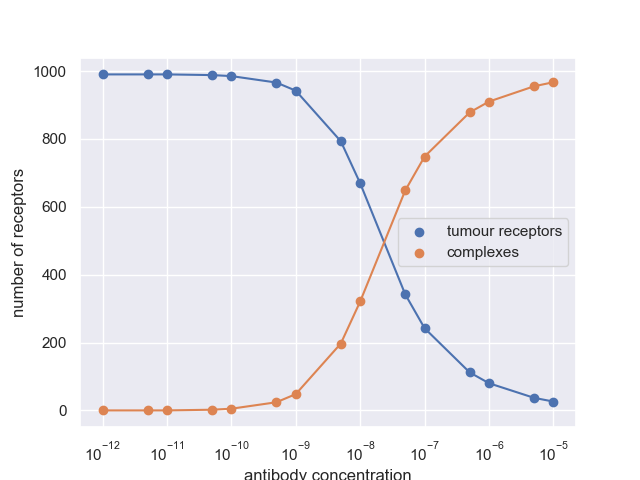 1000
800
600
400
200
0
number of receptors
tumour receptors
complexes
10⁻¹² 10⁻¹¹ 10⁻¹⁰ 10⁻⁹ 10⁻⁸ 10⁻⁷ 10⁻⁶ 10⁻⁵
antibody concentration